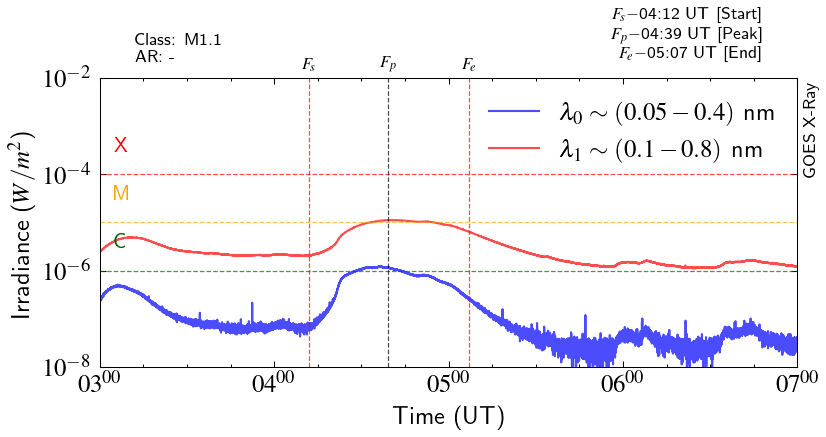 Fs−04:12 UT [Start]
Class: M1.1
Fp−04:39 UT [Peak]
AR: -
Fe−05:07 UT [End]
Fs Fp Fe
10−2
λ0 ∼ (0.05 − 0.4) nm
λ1 ∼ (0.1 − 0.8) nm
X
10−4
M
C
10−6
10−8
Irradiance (W/m2)
GOES X-Ray
0300 0400 0500 0600 0700
Time (UT)